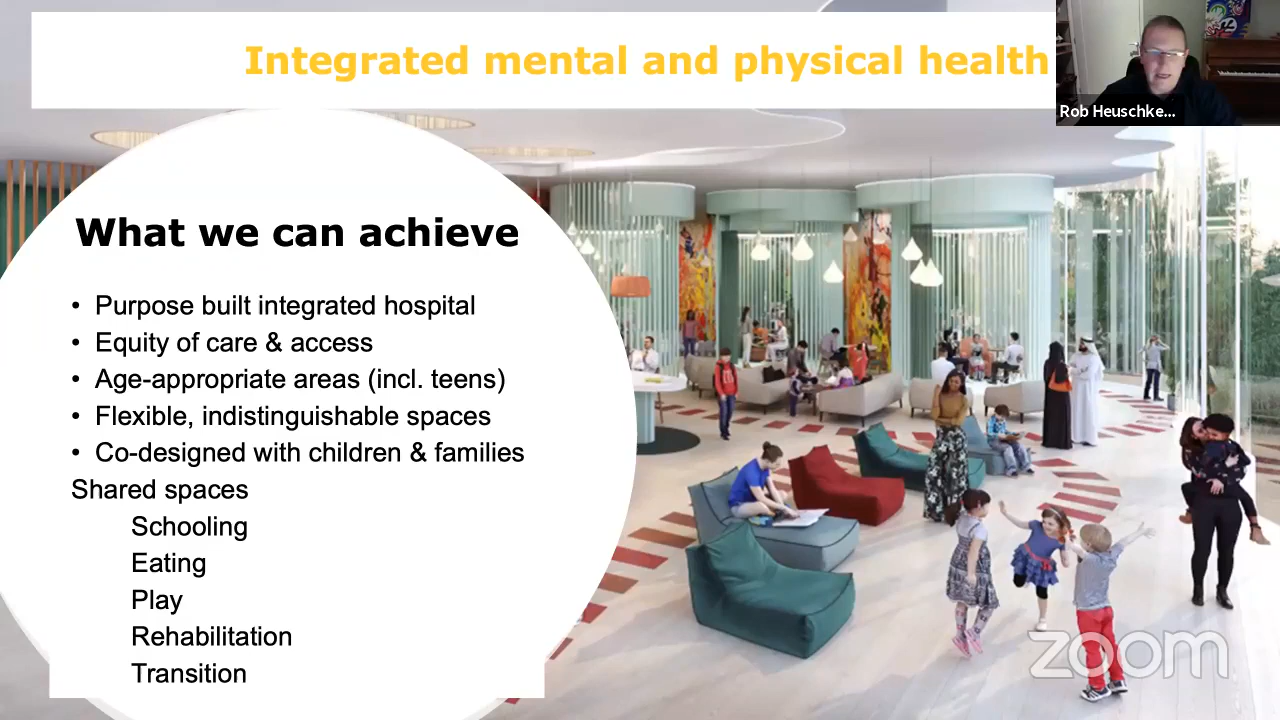 Integrated mental and physical health
Rob Heuschke...
What we can achieve
• Purpose built integrated hospital
• Equity of care & access
• Age-appropriate areas (incl. teens)
• Flexible, indistinguishable spaces
• Co-designed with children & families
Shared spaces
Schooling
Eating
Play
Rehabilitation
Transition
zoom